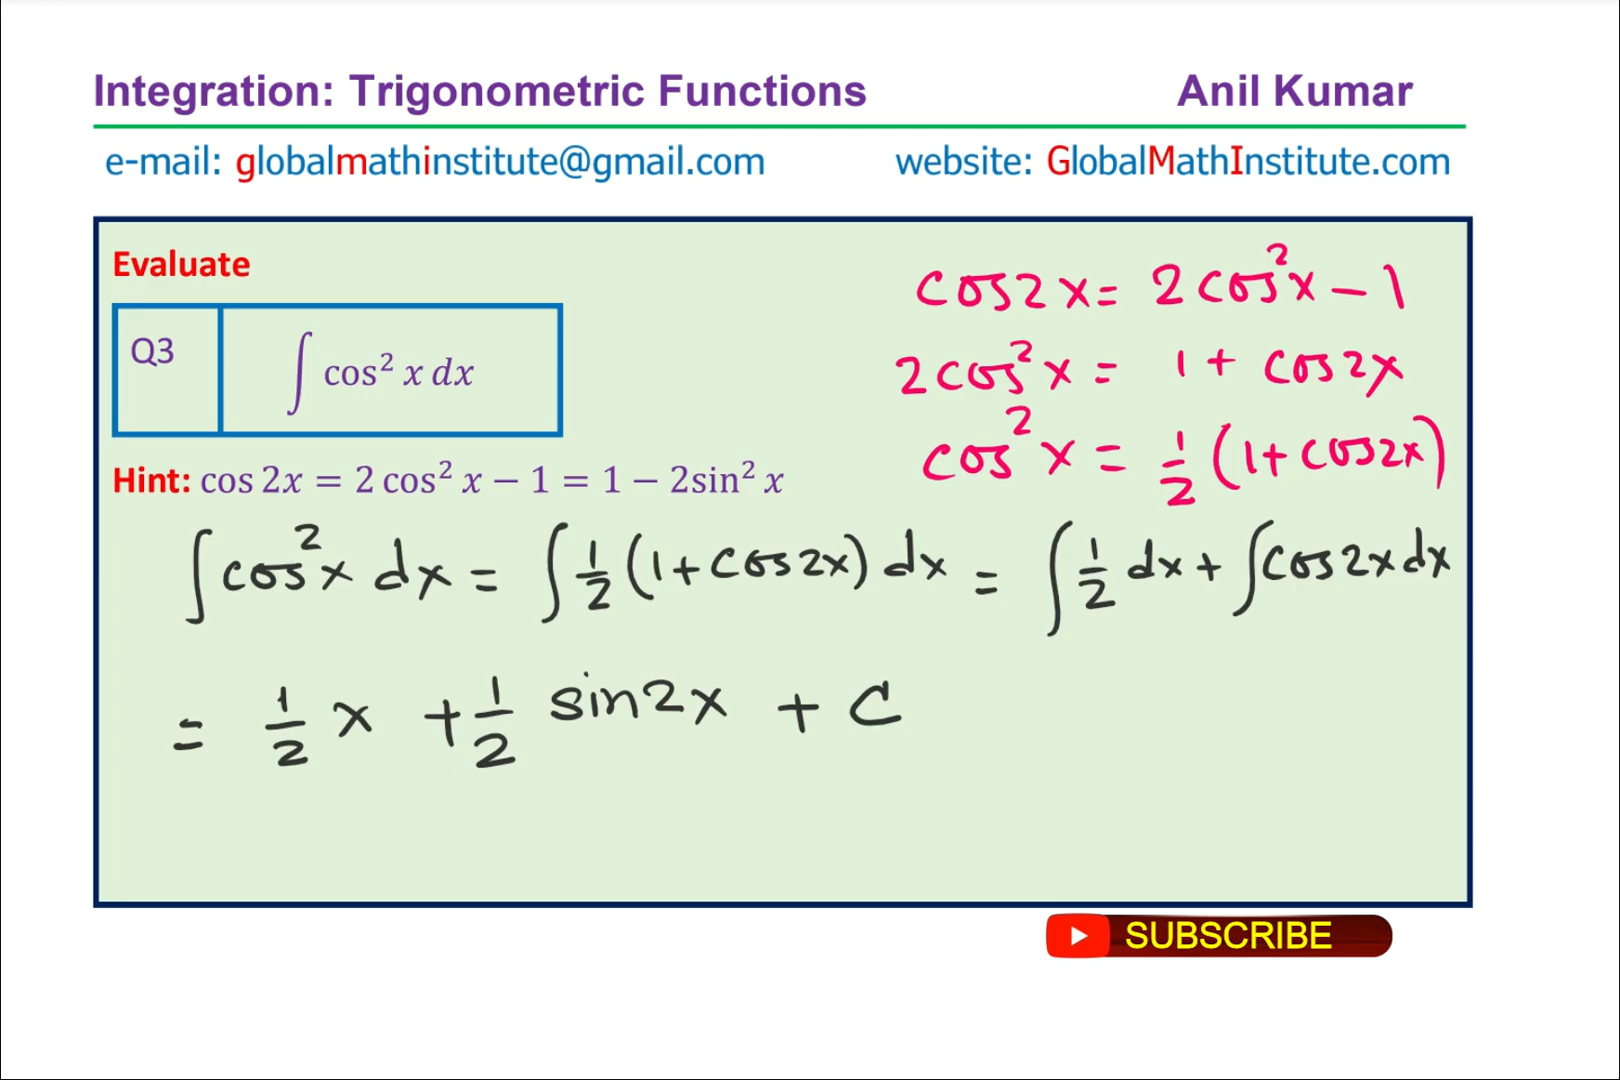 Integration: Trigonometric Functions Anil Kumar
e-mail: globalmathinstitute@gmail.com website: GlobalMathInstitute.com
Evaluate
Q3 ∫ cos² x dx
Hint: cos 2x = 2 cos² x − 1 = 1 − 2sin² x
cos2x = 2cos²x − 1
2cos²x = 1 + cos2x
cos²x = 1/2 (1+cos2x)
∫cos²x dx = ∫1/2 (1+cos2x) dx = ∫1/2 dx + ∫cos2x dx
= 1/2 x + 1/2 sin2x + C
SUBSCRIBE